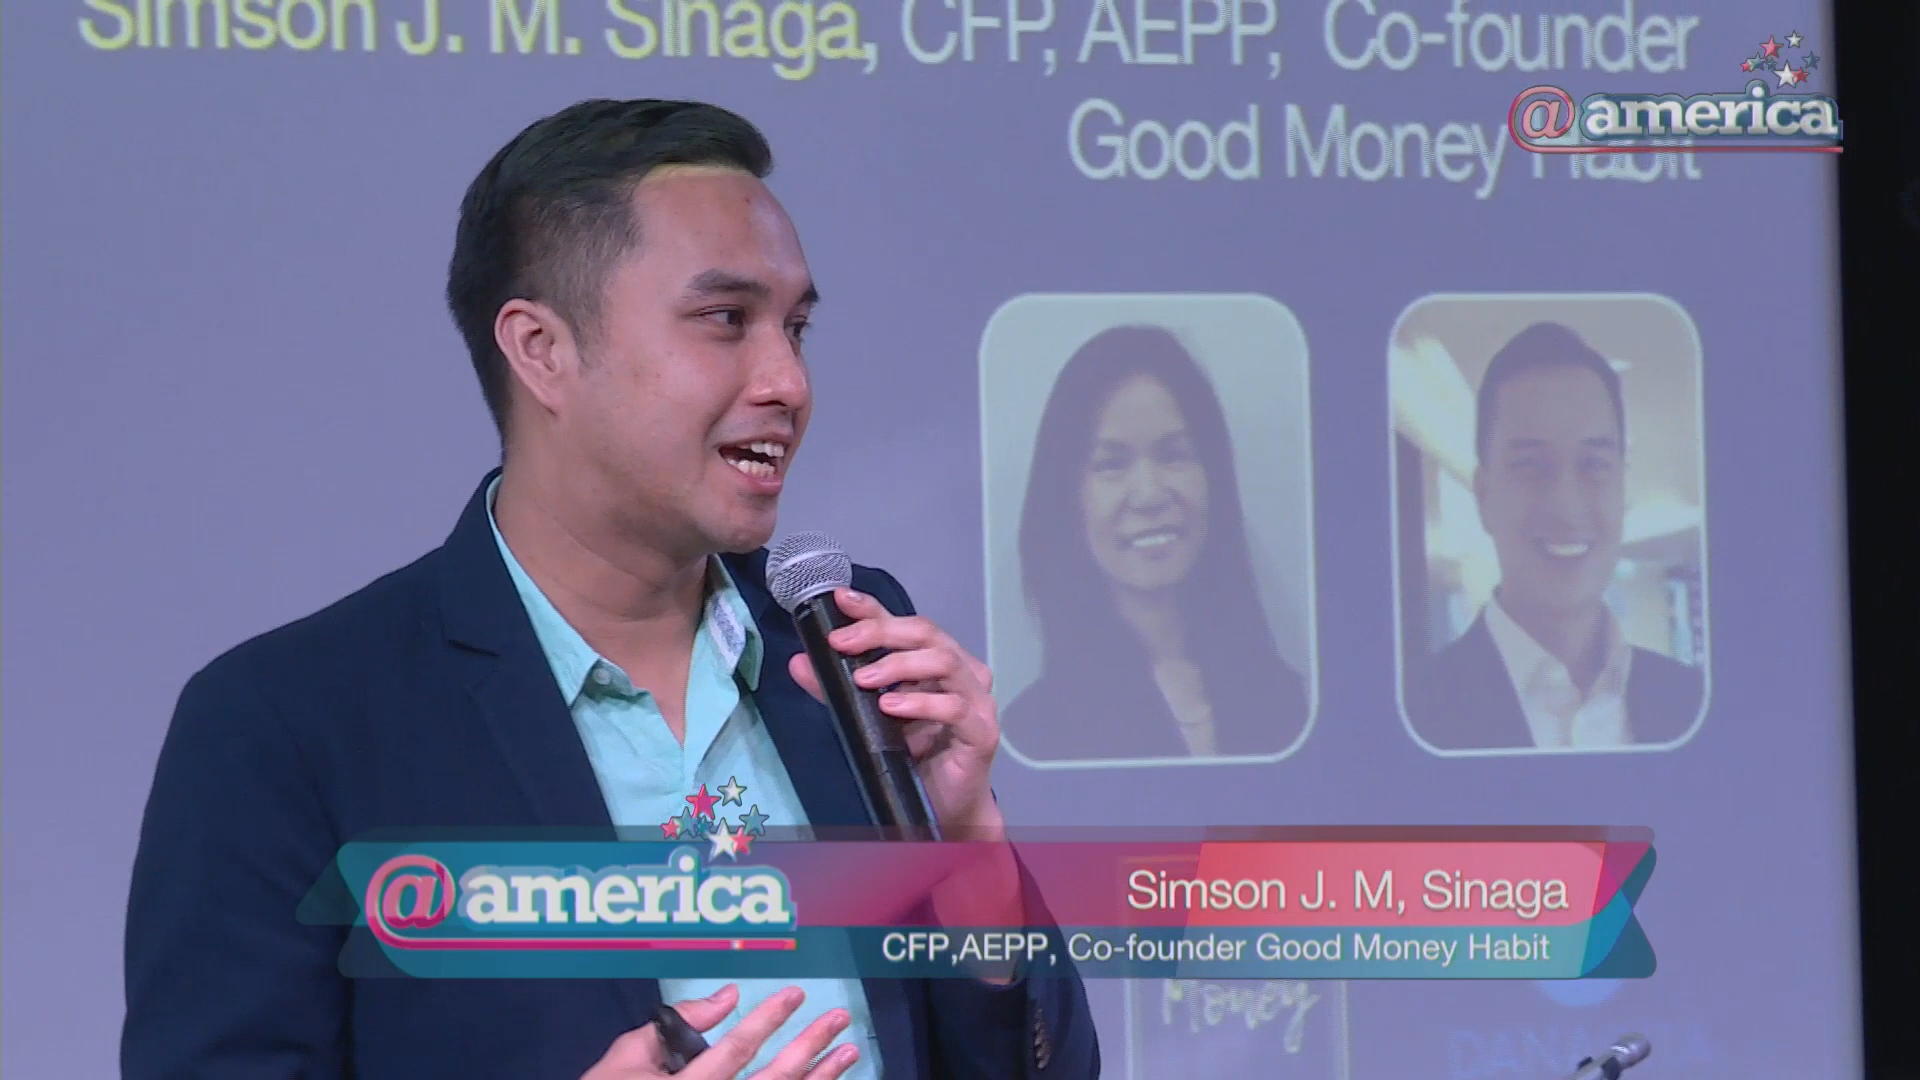 Simson J. M. Sinaga, CFP, AEPP, Co-founder
Good Money Habit
@america
@america
Simson J. M, Sinaga
CFP,AEPP, Co-founder Good Money Habit
Money